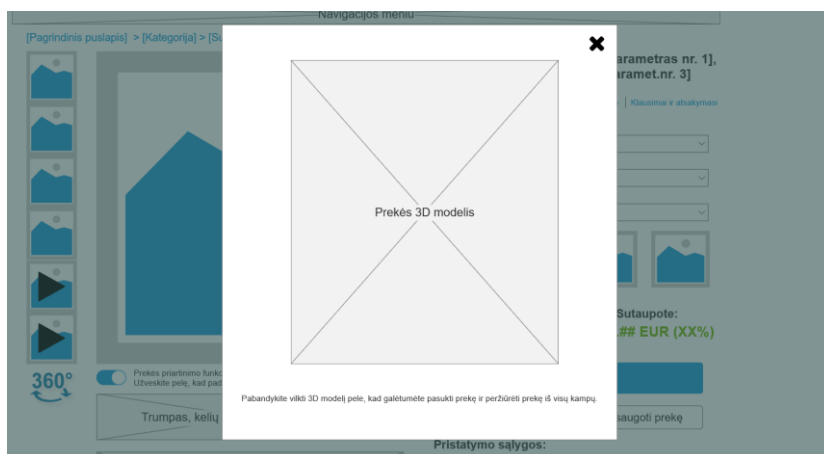 Navigacijos meniu
[Pagrindinis puslapis] > [Kategorija] > [Su
arametras nr. 1],
aramet.nr. 3]
Klausimai ir atsakymai
Prekės 3D modelis
Sutaupote:
.## EUR (XX%)
360°
Prekės priartinimo funkc
Užveskite pelę, kad pad
Pabandykite vilkti 3D modelį pele, kad galėtumėte pasukti prekę ir peržiūrėti prekę iš visų kampų.
Trumpas, kelių
saugoti prekę
Pristatymo sąlygos: